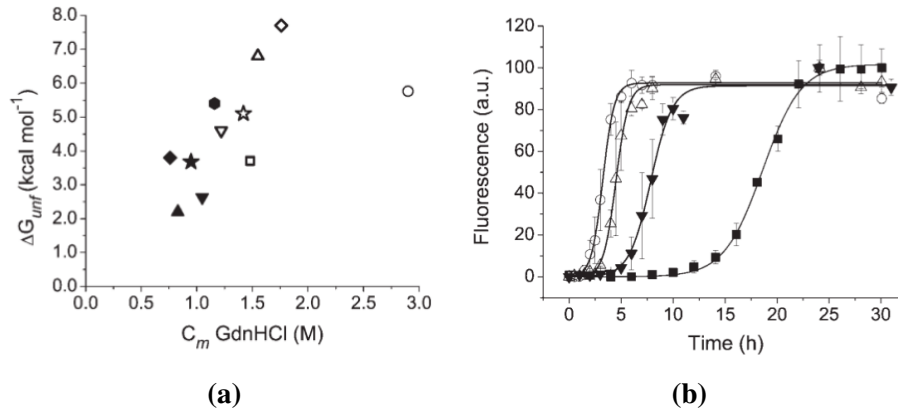 8.0
7.0
6.0
5.0
4.0
3.0
2.0
1.0
0.0
ΔG_unf (kcal mol⁻¹)
0.0 0.5 1.0 1.5 2.0 2.5 3.0
C_m GdnHCl (M)
(a)
120
100
80
60
40
20
0
Fluorescence (a.u.)
0 5 10 15 20 25 30
Time (h)
(b)